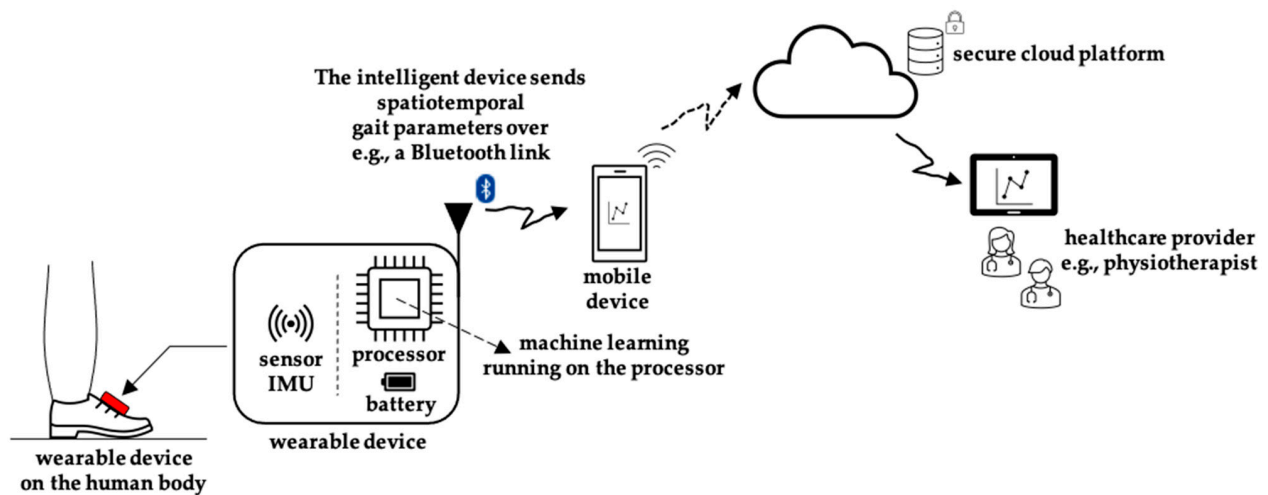 The intelligent device sends
spatiotemporal
gait parameters over
e.g., a Bluetooth link
secure cloud platform
healthcare provider
e.g., physiotherapist
mobile
device
machine learning
running on the processor
sensor
IMU
processor
battery
wearable device
wearable device
on the human body